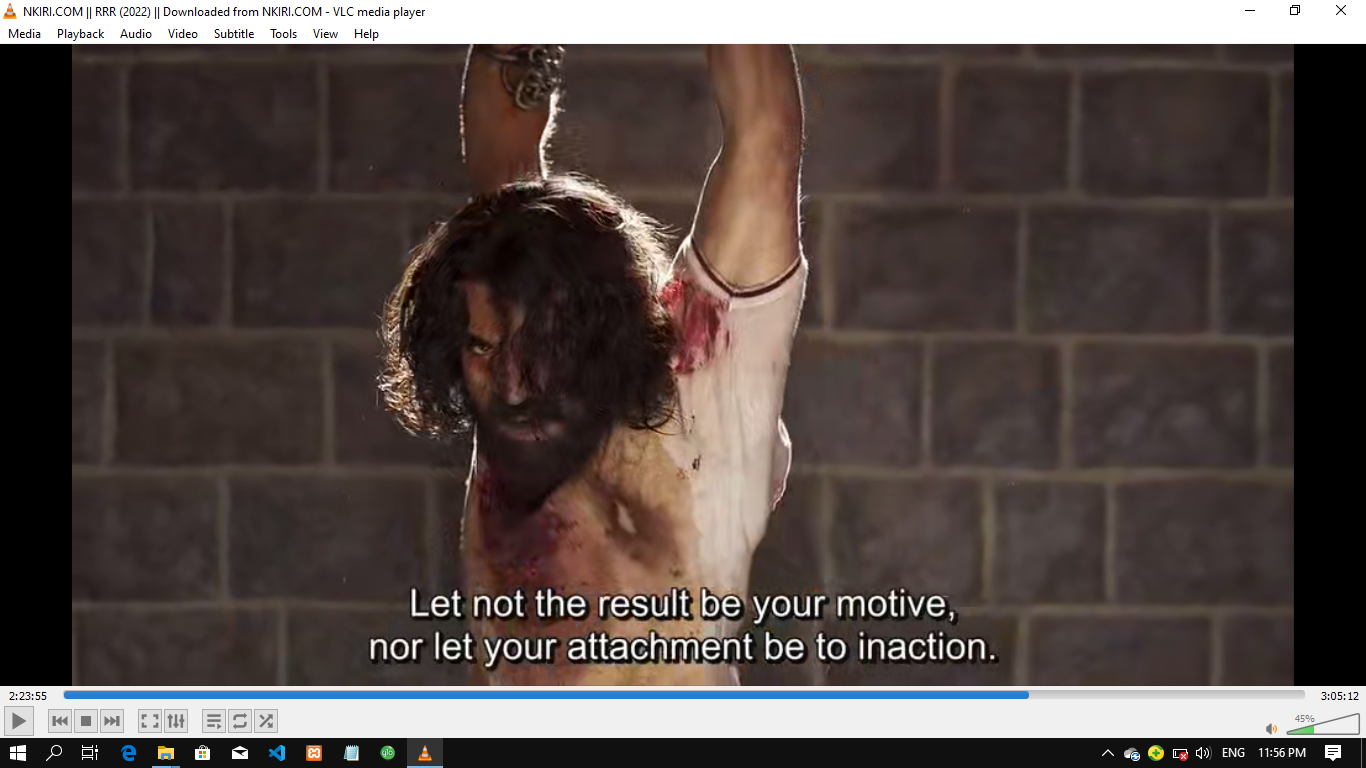 NKIRI.COM || RRR (2022) || Downloaded from NKIRI.COM - VLC media player
Media Playback Audio Video Subtitle Tools View Help
Let not the result be your motive,
nor let your attachment be to inaction.
2:23:55
3:05:12
45%
glo
ENG
11:56 PM